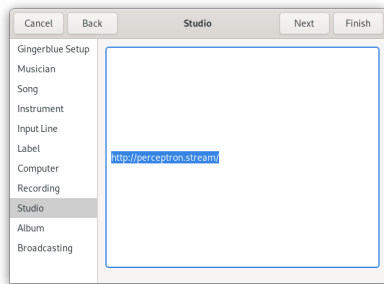 Cancel Back Studio Next Finish
Gingerblue Setup
Musician
Song
Instrument
Input Line
Label
Computer
Recording
Studio
Album
Broadcasting
http://perceptron.stream/